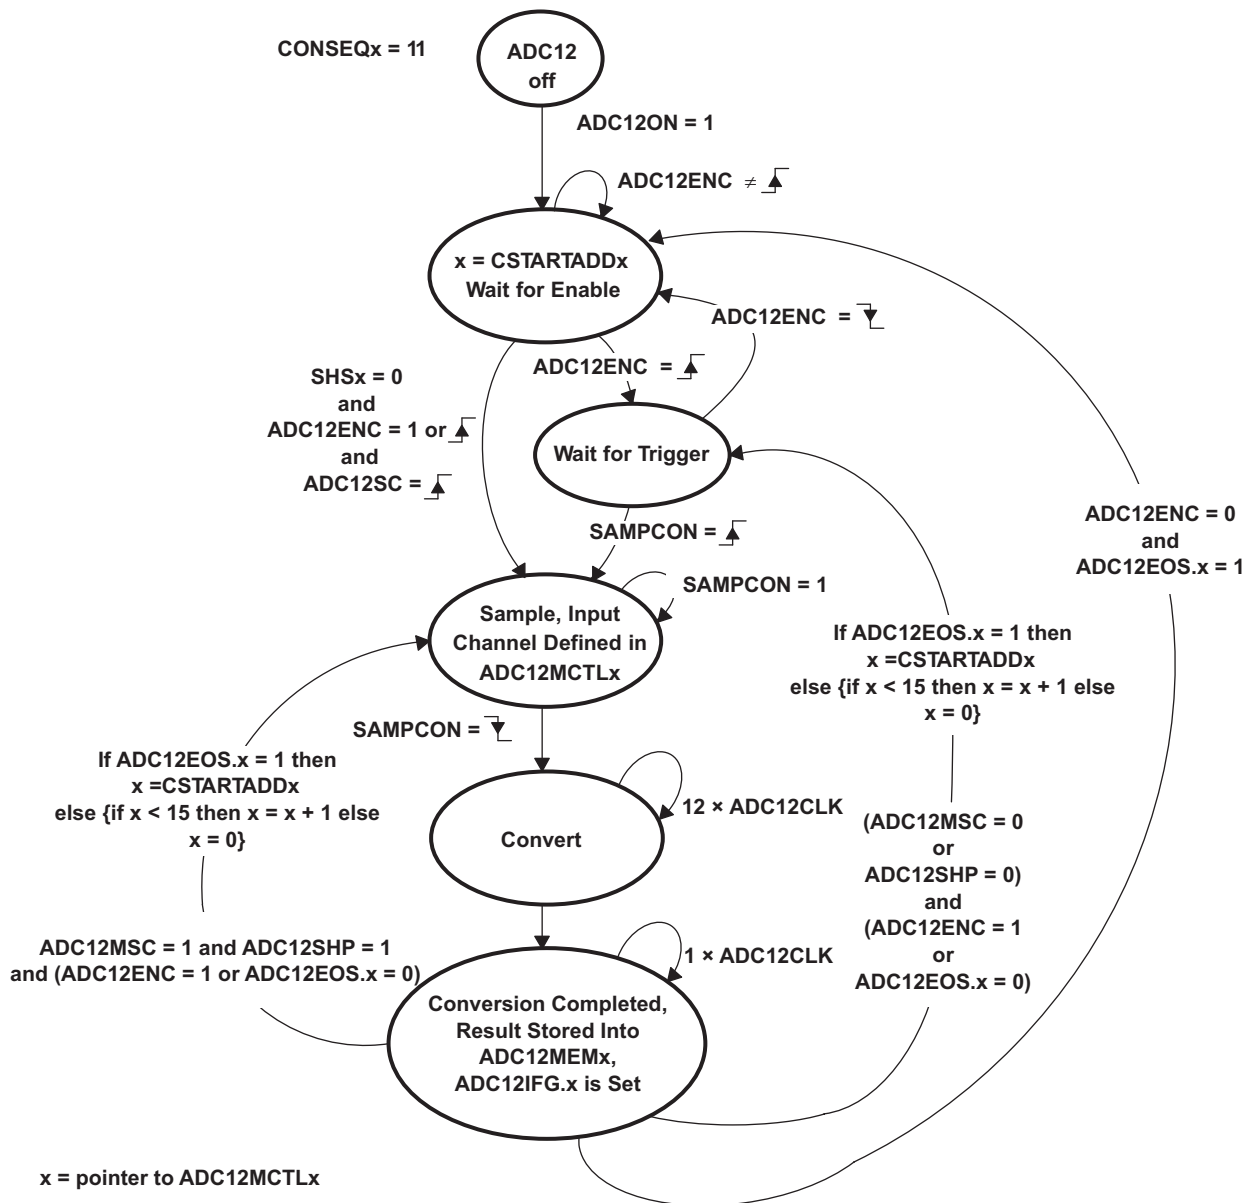 CONSEQx = 11
ADC12
off
ADC12ON = 1
ADC12ENC ≠
x = CSTARTADDx
Wait for Enable
ADC12ENC =
ADC12ENC =
SHSx = 0
and
ADC12ENC = 1 or
and
ADC12SC =
Wait for Trigger
SAMPCON =
ADC12ENC = 0
and
ADC12EOS.x = 1
SAMPCON = 1
Sample, Input
Channel Defined in
ADC12MCTLx
If ADC12EOS.x = 1 then
x =CSTARTADDx
else {if x < 15 then x = x + 1 else
x = 0}
SAMPCON =
If ADC12EOS.x = 1 then
x =CSTARTADDx
else {if x < 15 then x = x + 1 else
x = 0}
12 × ADC12CLK
Convert
(ADC12MSC = 0
or
ADC12SHP = 0)
and
(ADC12ENC = 1
or
ADC12EOS.x = 0)
ADC12MSC = 1 and ADC12SHP = 1
and (ADC12ENC = 1 or ADC12EOS.x = 0)
1 × ADC12CLK
Conversion Completed,
Result Stored Into
ADC12MEMx,
ADC12IFG.x is Set
x = pointer to ADC12MCTLx